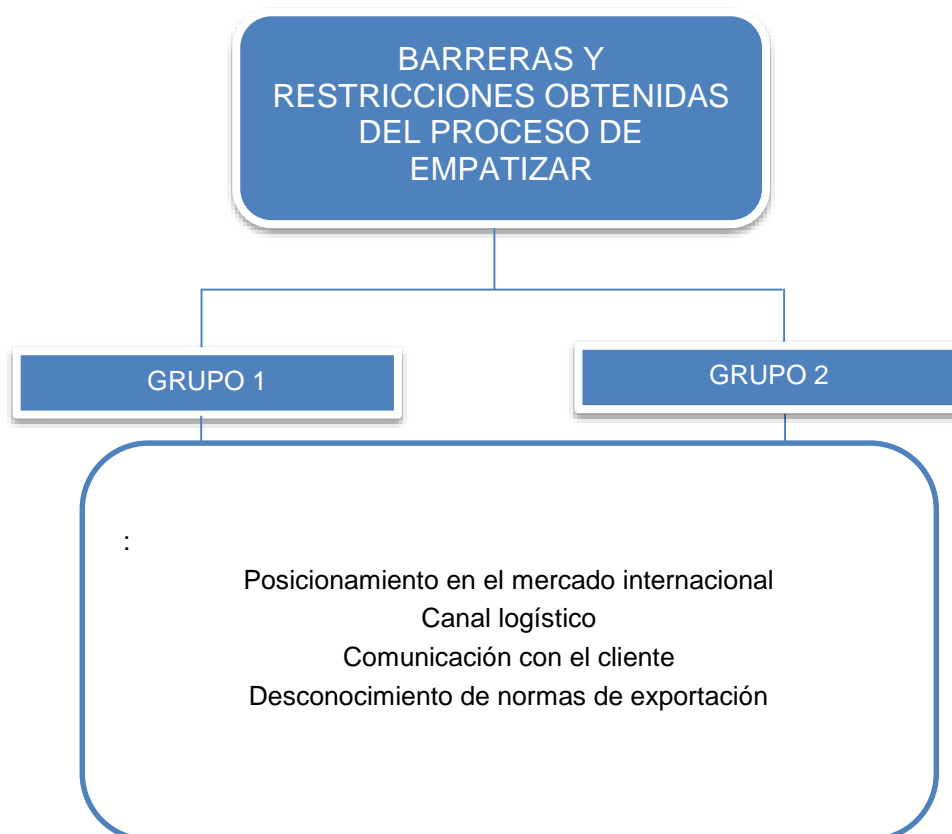 BARRERAS Y
RESTRICCIONES OBTENIDAS
DEL PROCESO DE
EMPATIZAR
GRUPO 1
GRUPO 2
:
Posicionamiento en el mercado internacional
Canal logístico
Comunicación con el cliente
Desconocimiento de normas de exportación